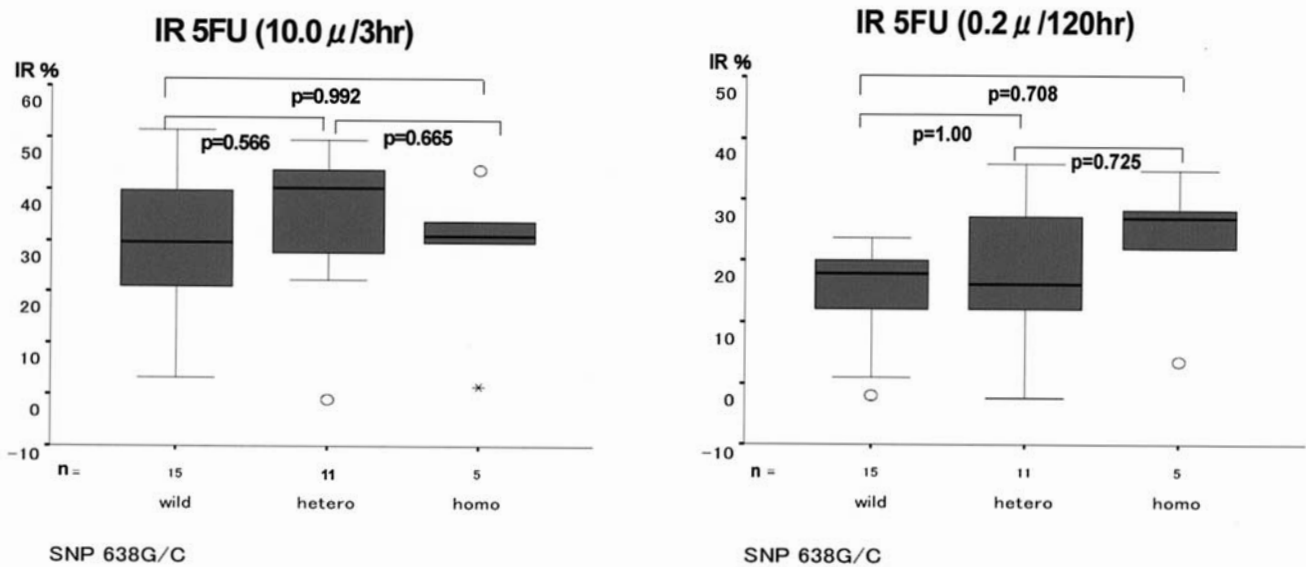 IR 5FU (10.0 μ/3hr)
IR %
60
50
40
30
20
10
0
-10
p=0.992
p=0.566
p=0.665
n = 15 11 5
wild hetero homo
SNP 638G/C
IR 5FU (0.2 μ/120hr)
IR %
50
40
30
20
10
0
-10
p=0.708
p=1.00
p=0.725
n = 15 11 5
wild hetero homo
SNP 638G/C